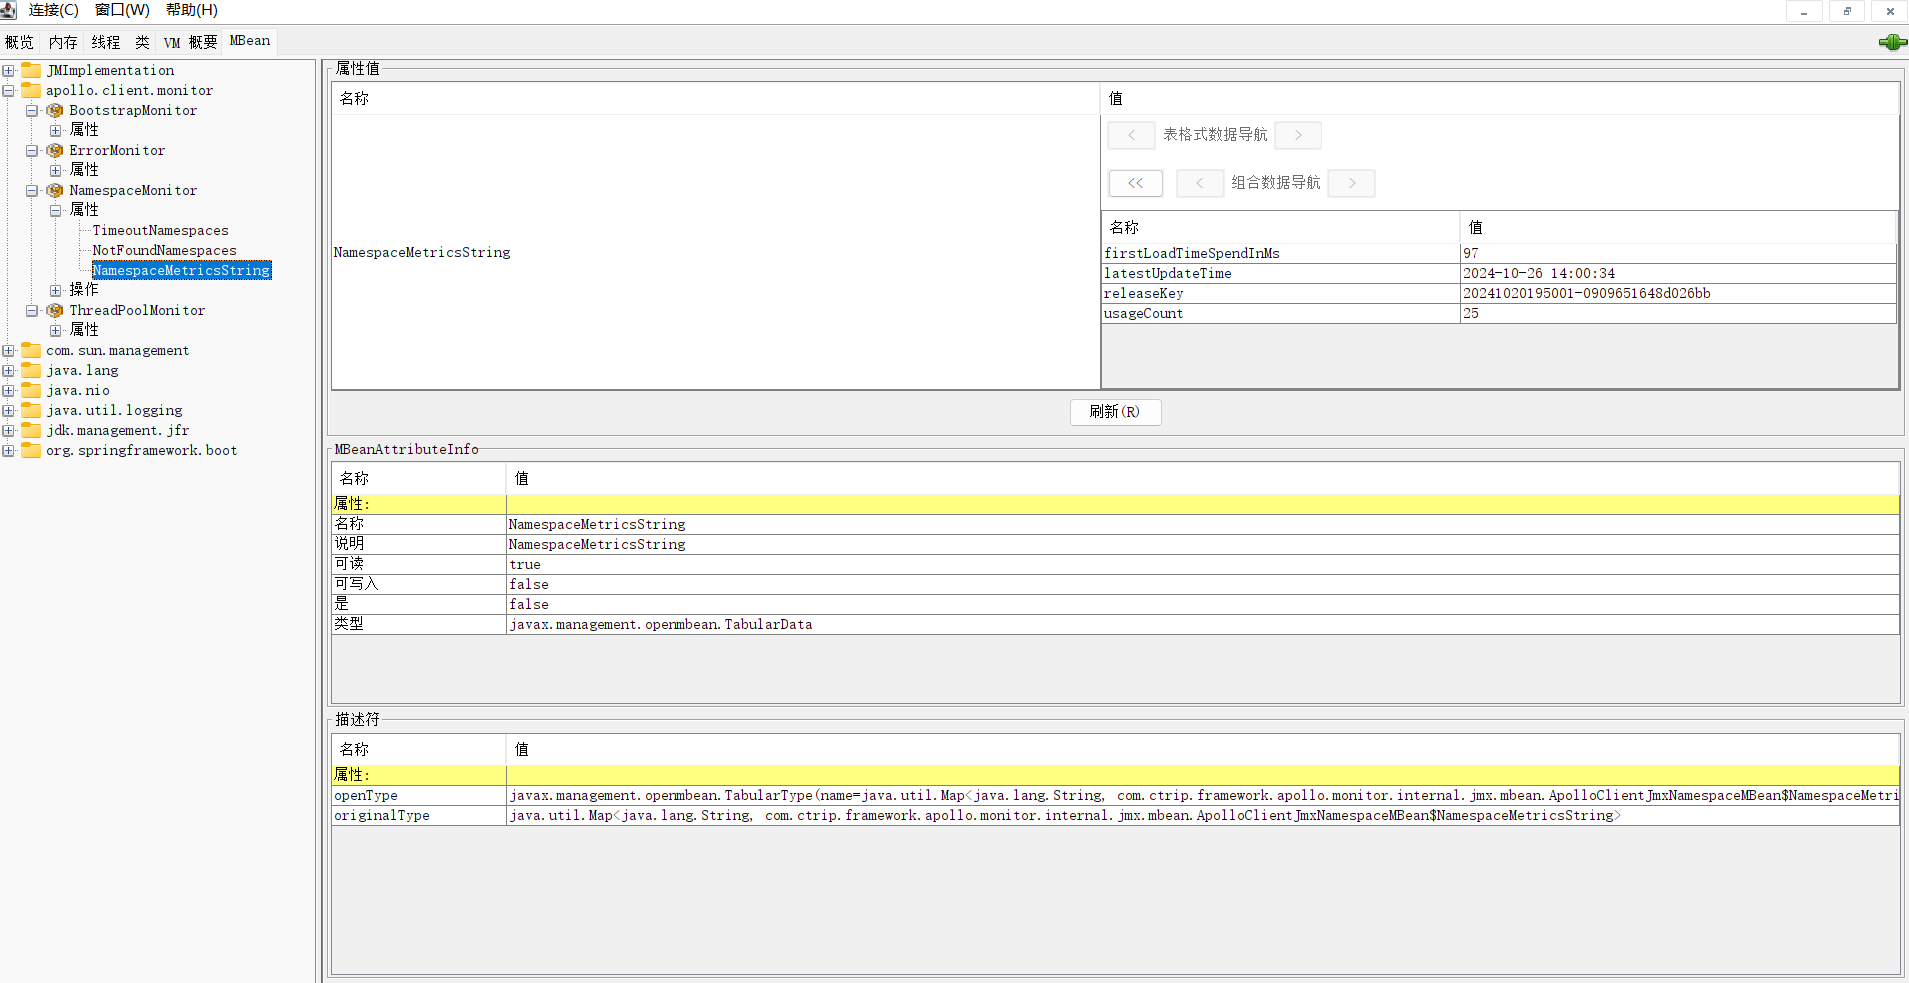 连接(C) 窗口(W) 帮助(H)
概览 内存 线程 类 VM 概要 MBean
JMImplementation
apollo.client.monitor
BootstrapMonitor
属性
ErrorMonitor
属性
NamespaceMonitor
属性
TimeoutNamespaces
NotFoundNamespaces
NamespaceMetricsString
操作
ThreadPoolMonitor
属性
com.sun.management
java.lang
java.nio
java.util.logging
jdk.management.jfr
org.springframework.boot
属性值
名称 值
NamespaceMetricsString
< 表格式数据导航 >
<< < 组合数据导航 >
名称 值
firstLoadTimeSpendInMs 97
latestUpdateTime 2024-10-26 14:00:34
releaseKey 20241020195001-0909651648d026bb
usageCount 25
刷新(R)
MBeanAttributeInfo
名称 值
属性:
名称 NamespaceMetricsString
说明 NamespaceMetricsString
可读 true
可写入 false
是 false
类型 javax.management.openmbean.TabularData
描述符
名称 值
属性:
openType javax.management.openmbean.TabularType(name=java.util.Map<java.lang.String, com.ctrip.framework.apollo.monitor.internal.jmx.mbean.ApolloClientJmxNamespaceMBean$NamespaceMetri
originalType java.util.Map<java.lang.String, com.ctrip.framework.apollo.monitor.internal.jmx.mbean.ApolloClientJmxNamespaceMBean$NamespaceMetricsString>